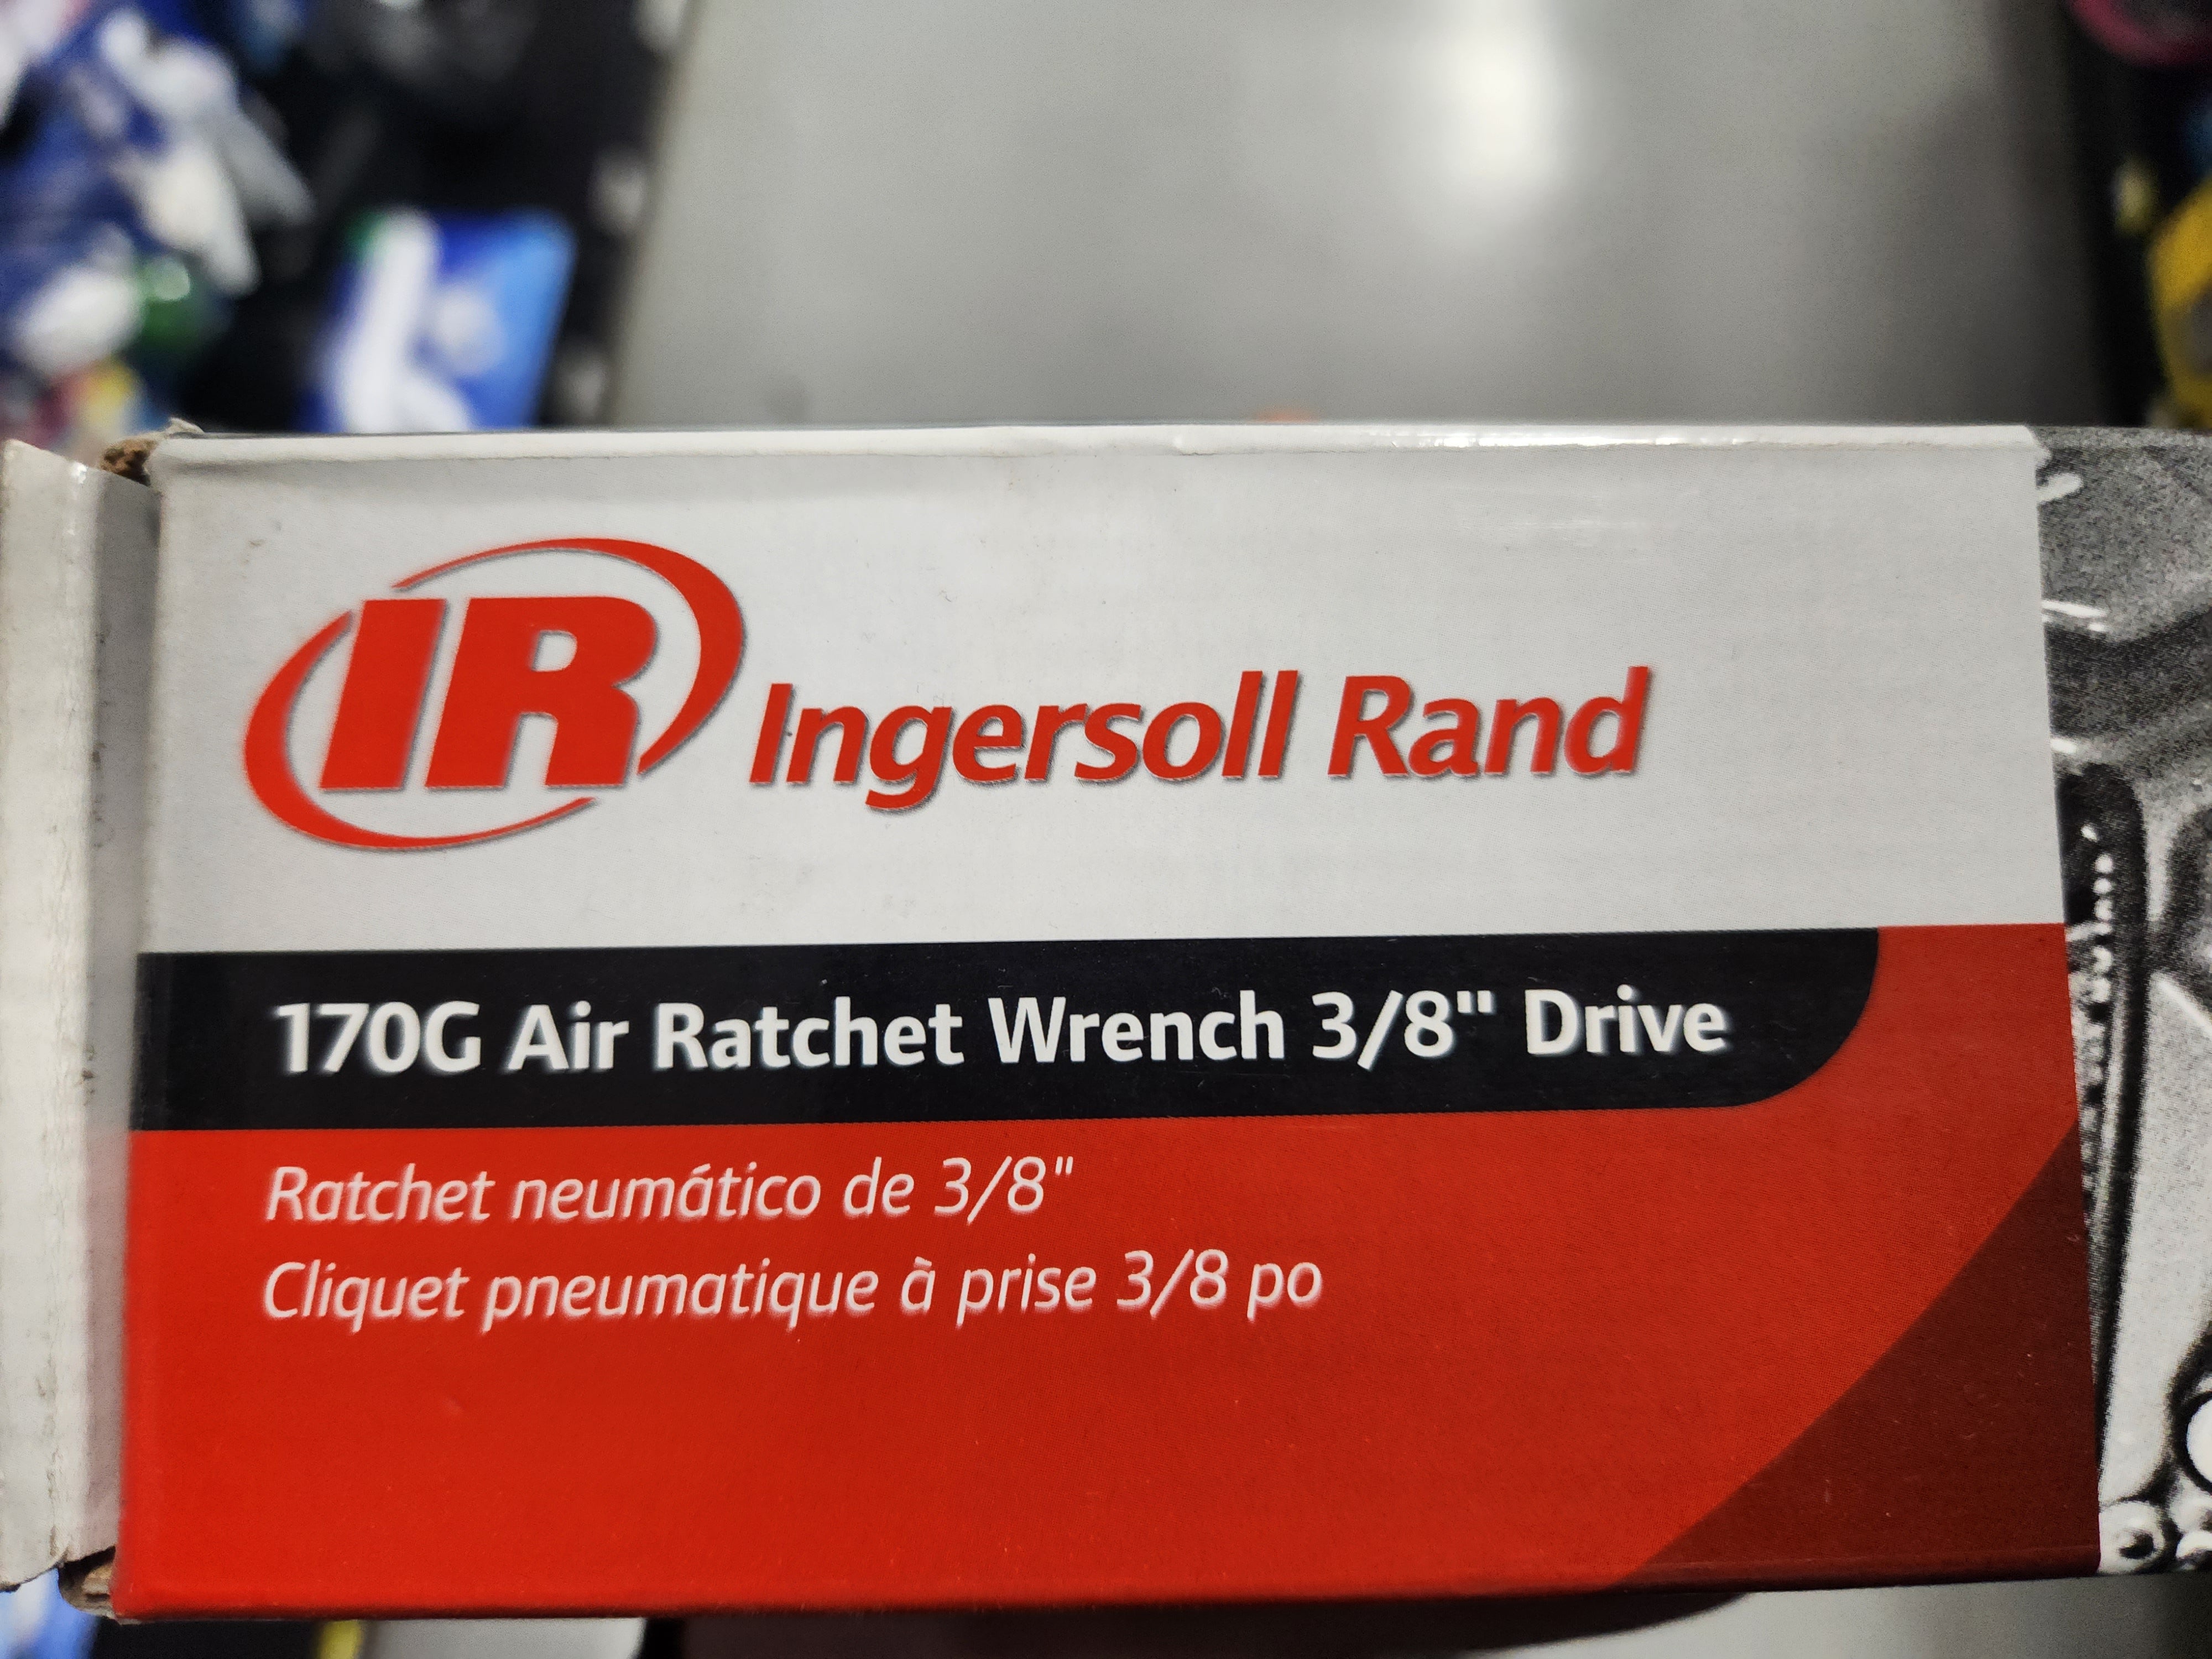 IR Ingersoll Rand
170G Air Ratchet Wrench 3/8" Drive
Ratchet neumático de 3/8"
Cliquet pneumatique à prise 3/8 po